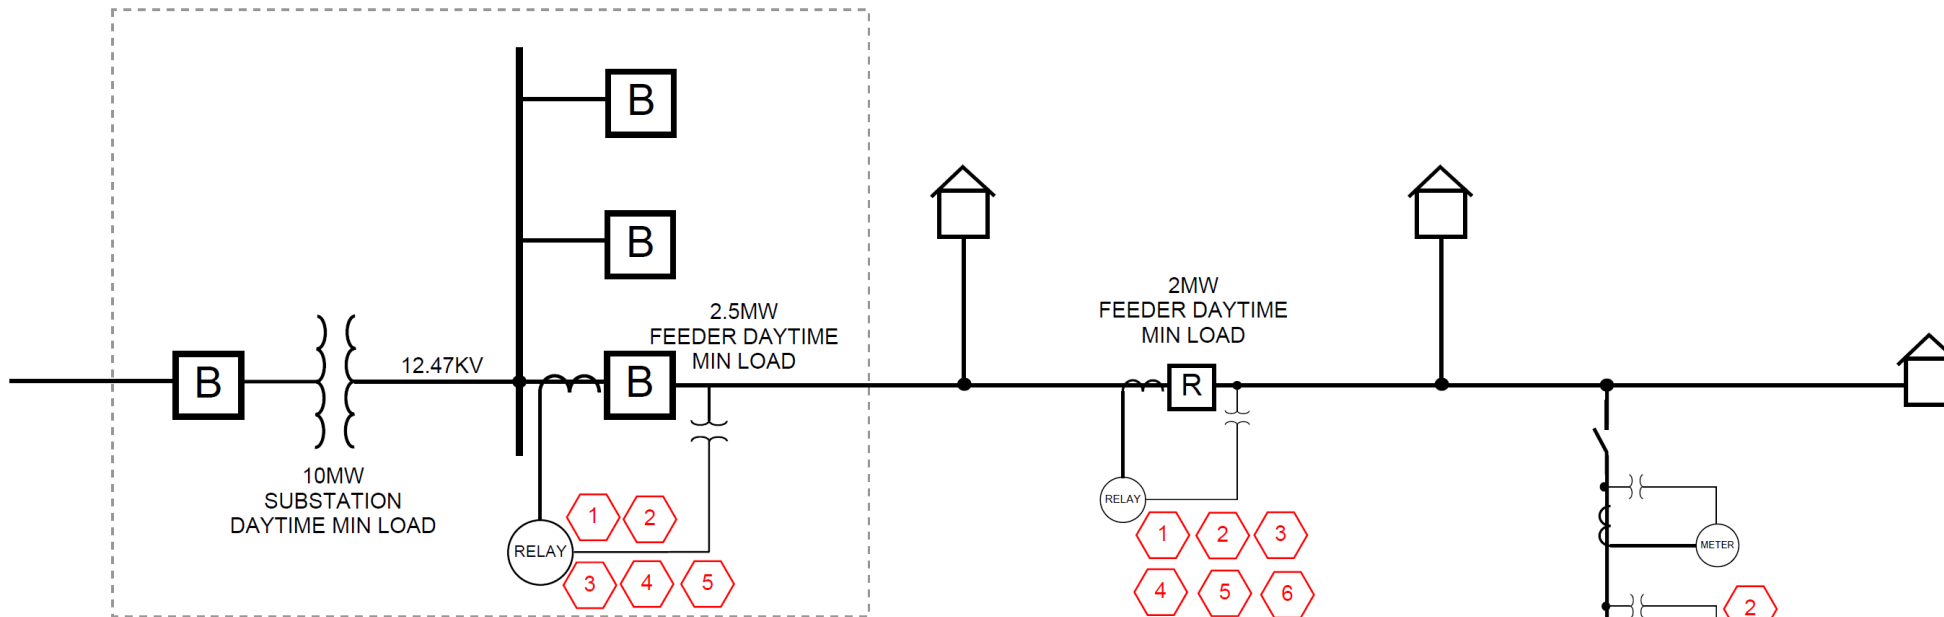 B
B
2.5MW
FEEDER DAYTIME
MIN LOAD
2MW
FEEDER DAYTIME
MIN LOAD
B
12.47KV
B
R
10MW
SUBSTATION
DAYTIME MIN LOAD
RELAY
1
2
3
4
5
RELAY
1
2
3
4
5
6
METER
2